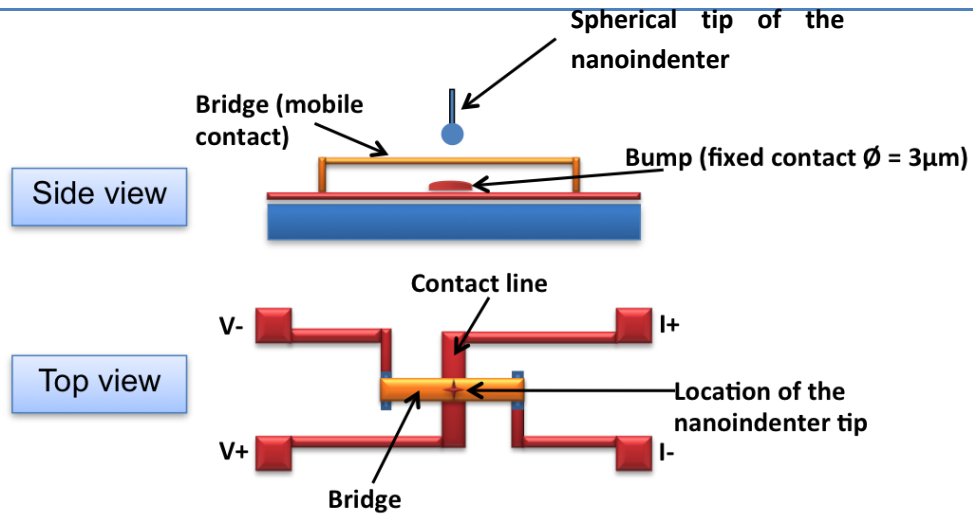 Spherical tip of the
nanoindenter
Bridge (mobile
contact)
Bump (fixed contact Ø = 3µm)
Side view
Contact line
V-
I+
Top view
Location of the
nanoindenter tip
V+
I-
Bridge